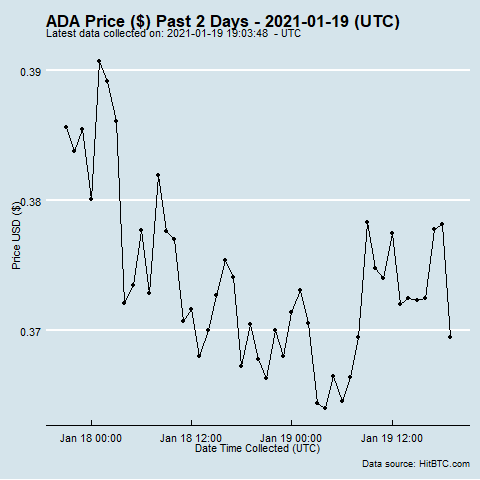 ADA Price ($) Past 2 Days - 2021-01-19 (UTC)
Latest data collected on: 2021-01-19 19:03:48  - UTC
0.39
0.38
0.37
Price USD ($)
Jan 18 00:00
Jan 18 12:00
Jan 19 00:00
Jan 19 12:00
Date Time Collected (UTC)
Data source: HitBTC.com